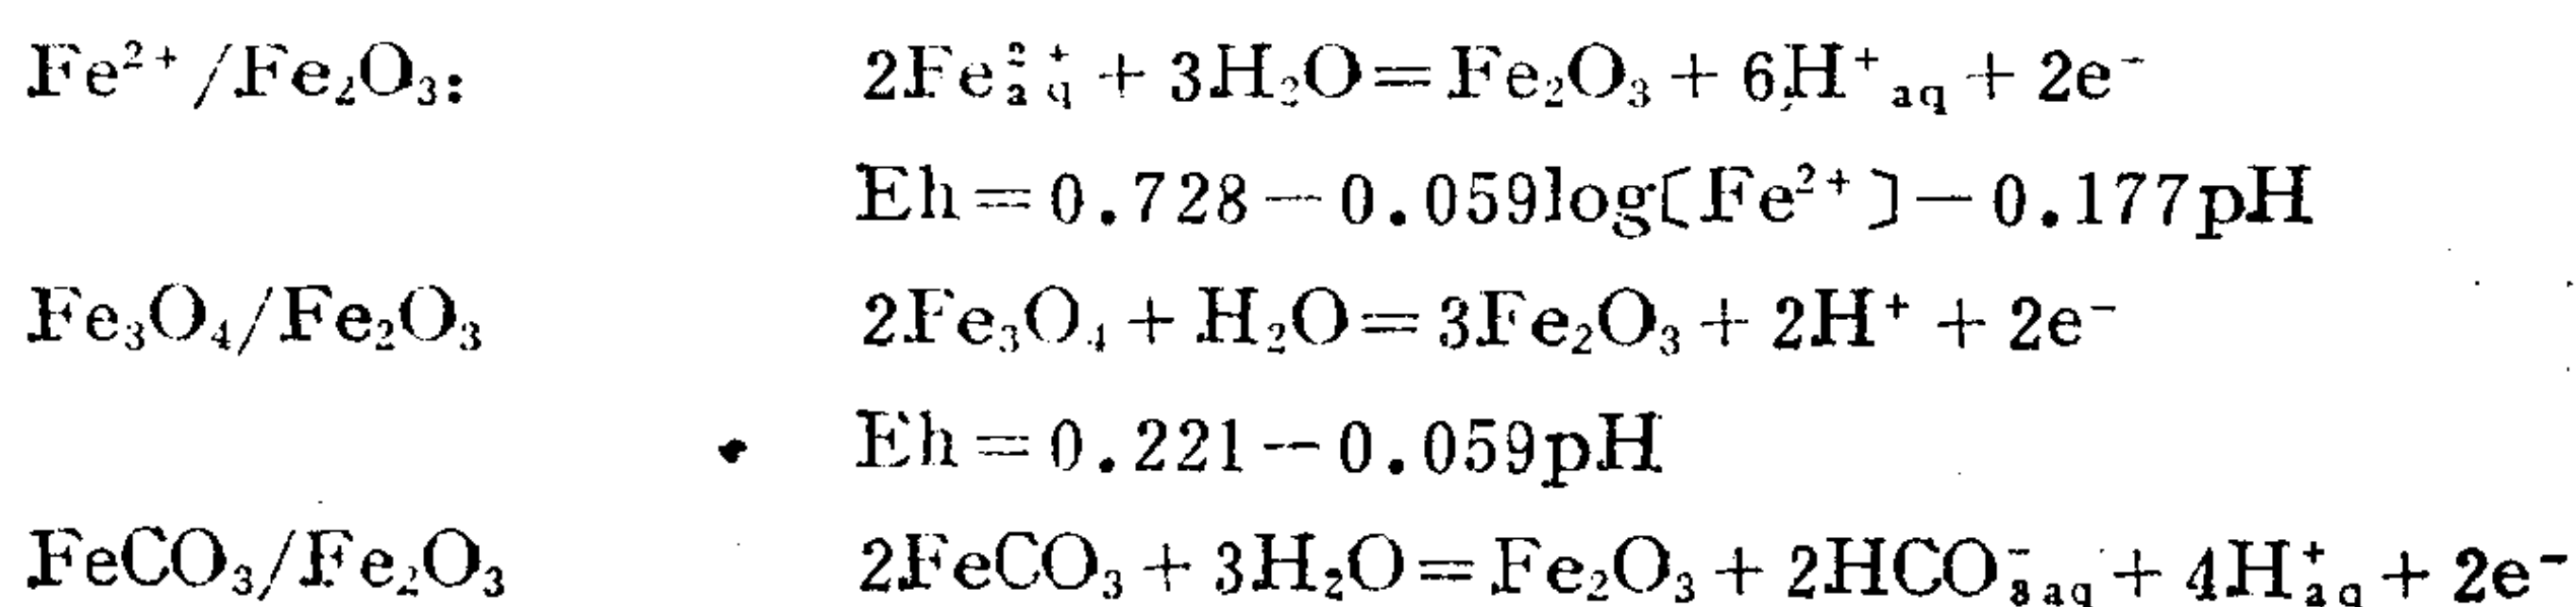 Fe²⁺/Fe₂O₃: 2Fe²⁺aq + 3H₂O = Fe₂O₃ + 6H⁺aq + 2e⁻
Eh = 0.728 − 0.059log[Fe²⁺] − 0.177pH
Fe₃O₄/Fe₂O₃ 2Fe₃O₄ + H₂O = 3Fe₂O₃ + 2H⁺ + 2e⁻
Eh = 0.221 − 0.059pH
FeCO₃/Fe₂O₃ 2FeCO₃ + 3H₂O = Fe₂O₃ + 2HCO₃⁻aq + 4H⁺aq + 2e⁻